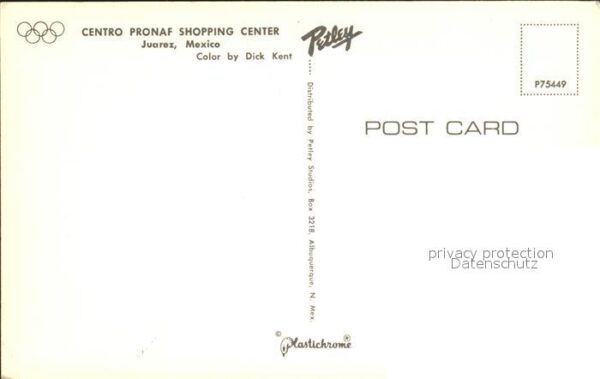 CENTRO PRONAF SHOPPING CENTER
Juarez, Mexico
Color by Dick Kent
Petley
Distributed by Petley Studios, Box 3218, Albuquerque, N. Mex.
P75449
POST CARD
privacy protection
Datenschutz
© Plastichrome ®